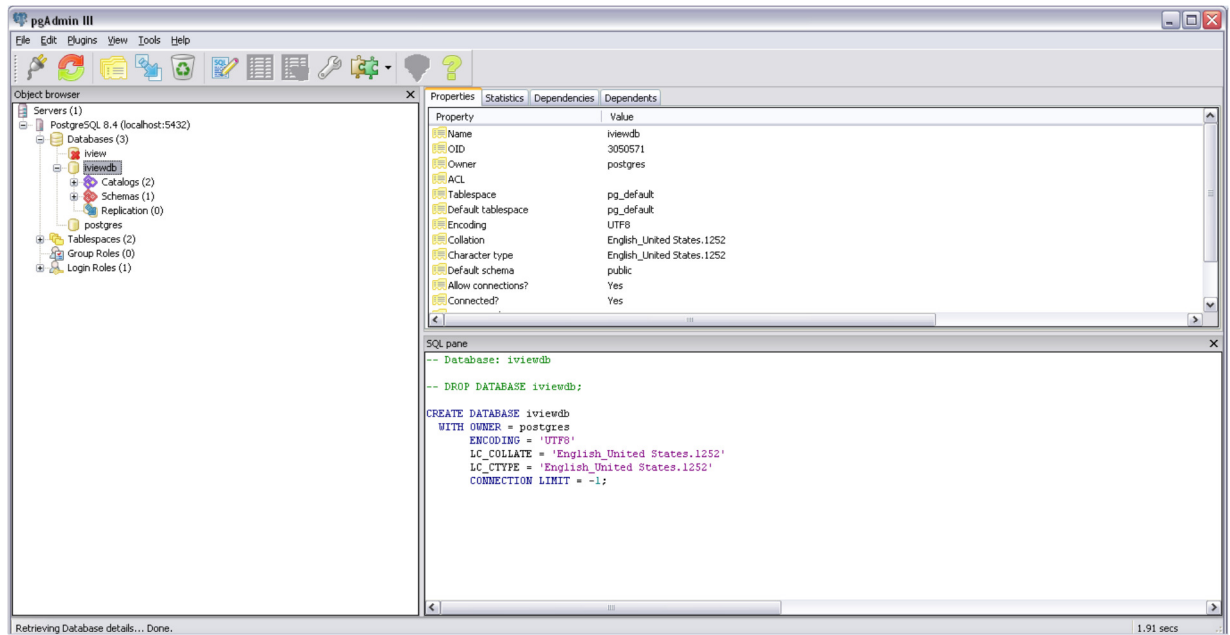 pgAdmin III
File Edit Plugins View Tools Help
SQL
Object browser X
Servers (1)
PostgreSQL 8.4 (localhost:5432)
Databases (3)
iview
iviewdb
Catalogs (2)
Schemas (1)
Replication (0)
postgres
Tablespaces (2)
Group Roles (0)
Login Roles (1)
Properties Statistics Dependencies Dependents
Property Value
Name iviewdb
OID 3050571
Owner postgres
ACL
Tablespace pg_default
Default tablespace pg_default
Encoding UTF8
Collation English_United States.1252
Character type English_United States.1252
Default schema public
Allow connections? Yes
Connected? Yes
SQL pane X
-- Database: iviewdb
-- DROP DATABASE iviewdb;
CREATE DATABASE iviewdb
WITH OWNER = postgres
ENCODING = 'UTF8'
LC_COLLATE = 'English_United States.1252'
LC_CTYPE = 'English_United States.1252'
CONNECTION LIMIT = -1;
Retrieving Database details... Done. 1.91 secs